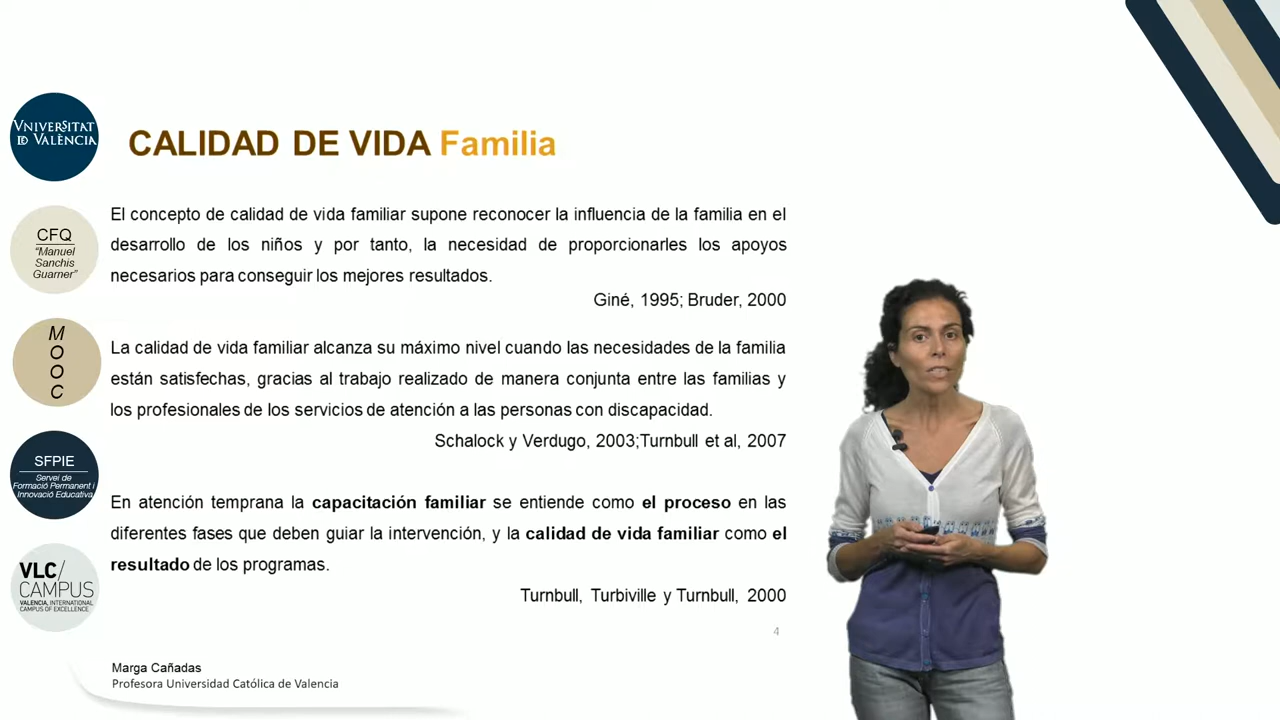 VNIVERSITAT
ID VALÈNCIA
CALIDAD DE VIDA Familia
CFQ
"Manuel
Sanchis
Guarner"
El concepto de calidad de vida familiar supone reconocer la influencia de la familia en el
desarrollo de los niños y por tanto, la necesidad de proporcionarles los apoyos
necesarios para conseguir los mejores resultados.
Giné, 1995; Bruder, 2000
M
O
O
C
La calidad de vida familiar alcanza su máximo nivel cuando las necesidades de la familia
están satisfechas, gracias al trabajo realizado de manera conjunta entre las familias y
los profesionales de los servicios de atención a las personas con discapacidad.
Schalock y Verdugo, 2003;Turnbull et al, 2007
SFPIE
Servei de
Formació Permanent i
Innovació Educativa
En atención temprana la capacitación familiar se entiende como el proceso en las
diferentes fases que deben guiar la intervención, y la calidad de vida familiar como el
resultado de los programas.
Turnbull, Turbiville y Turnbull, 2000
VLC/
CAMPUS
VALENCIA, INTERNATIONAL
CAMPUS OF EXCELLENCE
4
Marga Cañadas
Profesora Universidad Católica de Valencia